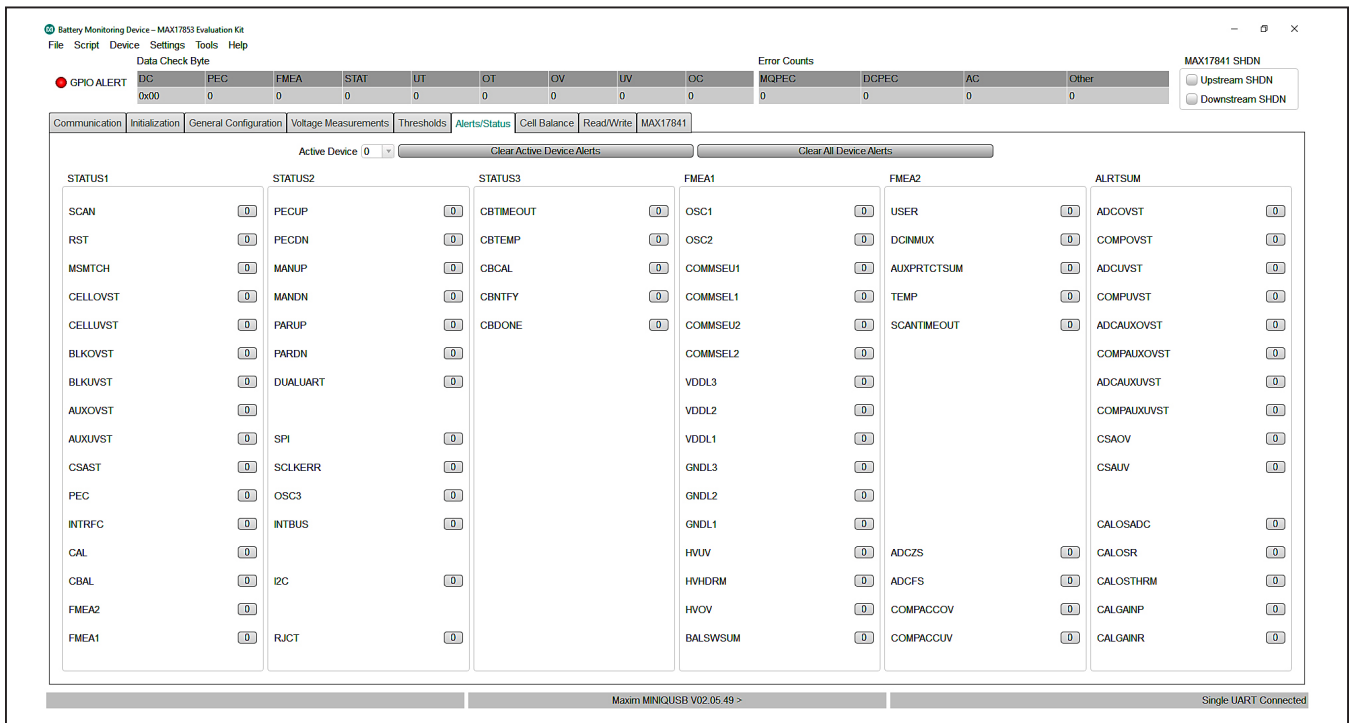 Battery Monitoring Device – MAX17853 Evaluation Kit
File Script Device Settings Tools Help
Data Check Byte Error Counts MAX17841 SHDN
GPIO ALERT DC PEC FMEA STAT UT OT OV UV OC MQPEC DCPEC AC Other Upstream SHDN
0x00 0 0 0 0 0 0 0 0 0 0 0 0 Downstream SHDN
Communication Initialization General Configuration Voltage Measurements Thresholds Alerts/Status Cell Balance Read/Write MAX17841
Active Device 0 Clear Active Device Alerts Clear All Device Alerts
STATUS1 STATUS2 STATUS3 FMEA1 FMEA2 ALRTSUM
SCAN 0 PECUP 0 CBTIMEOUT 0 OSC1 0 USER 0 ADCOVST 0
RST 0 PECDN 0 CBTEMP 0 OSC2 0 DCINMUX 0 COMPOVST 0
MSMTCH 0 MANUP 0 CBCAL 0 COMMSEU1 0 AUXPRTCTSUM 0 ADCUVST 0
CELLOVST 0 MANDN 0 CBNTFY 0 COMMSEL1 0 TEMP 0 COMPUVST 0
CELLUVST 0 PARUP 0 CBDONE 0 COMMSEU2 0 SCANTIMEOUT 0 ADCAUXOVST 0
BLKOVST 0 PARDN 0 COMMSEL2 0 COMPAUXOVST 0
BLKUVST 0 DUALUART 0 VDDL3 0 ADCAUXUVST 0
AUXOVST 0 VDDL2 0 COMPAUXUVST 0
AUXUVST 0 SPI 0 VDDL1 0 CSAOV 0
CSAST 0 SCLKERR 0 GNDL3 0 CSAUV 0
PEC 0 OSC3 0 GNDL2 0
INTRFC 0 INTBUS 0 GNDL1 0 CALOSADC 0
CAL 0 HVUV 0 ADCZS 0 CALOSR 0
CBAL 0 I2C 0 HVHDRM 0 ADCFS 0 CALOSTHRM 0
FMEA2 0 HVOV 0 COMPACCOV 0 CALGAINP 0
FMEA1 0 RJCT 0 BALSWSUM 0 COMPACCUV 0 CALGAINR 0
Maxim MINIQUSB V02.05.49 > Single UART Connected